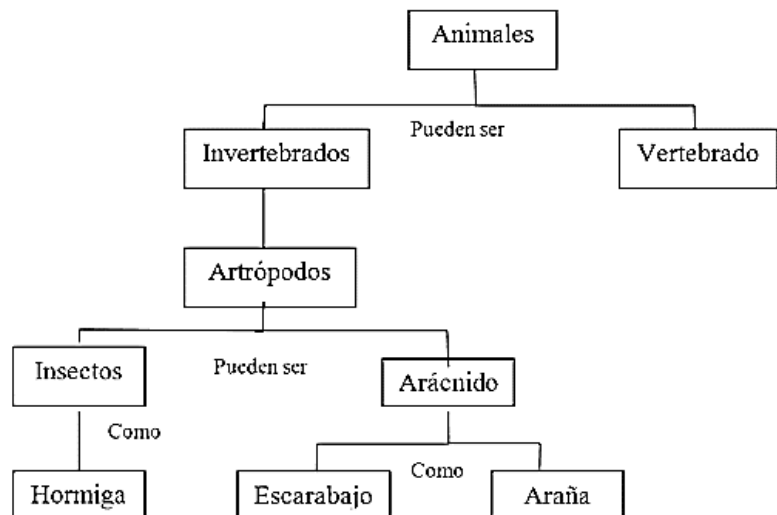 Animales
Pueden ser
Invertebrados
Vertebrado
Artrópodos
Pueden ser
Insectos
Arácnido
Como
Como
Hormiga
Escarabajo
Araña